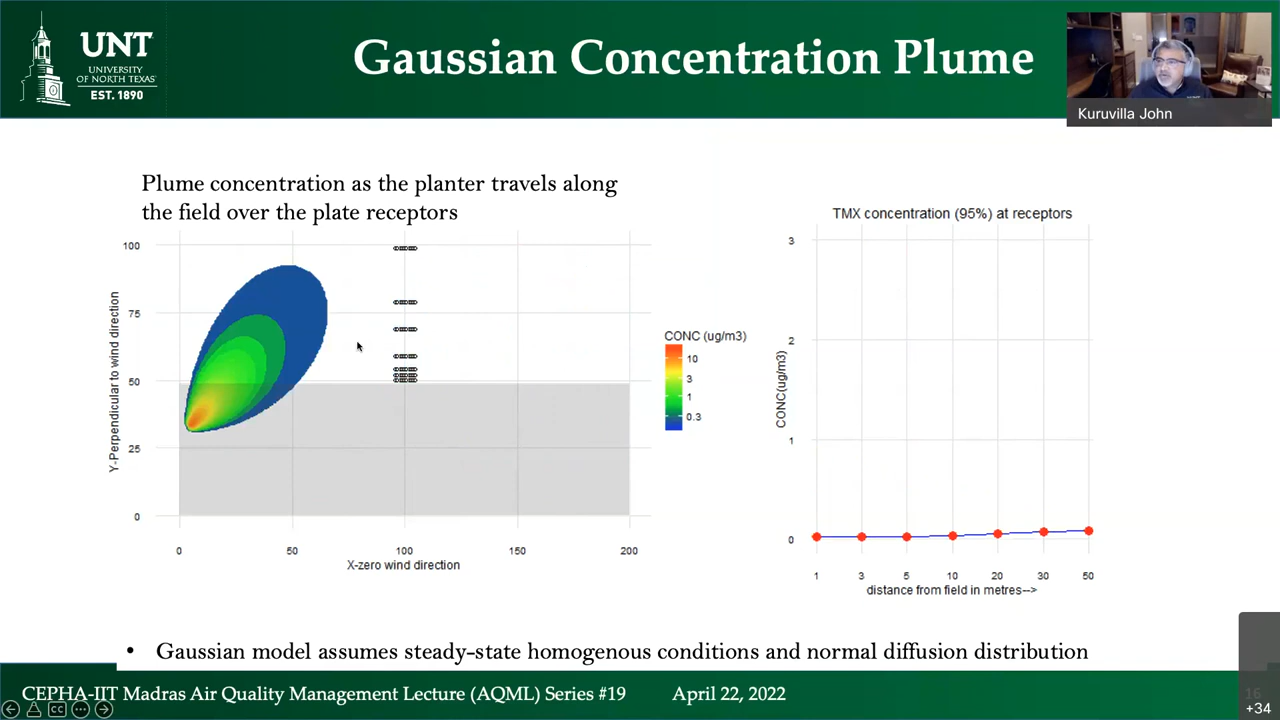 UNT
UNIVERSITY
OF NORTH TEXAS
EST. 1890
Gaussian Concentration Plume
Kuruvilla John
Plume concentration as the planter travels along
the field over the plate receptors
100
75
50
25
0
Y-Perpendicular to wind direction
0 50 100 150 200
X-zero wind direction
CONC (ug/m3)
10
3
1
0.3
TMX concentration (95%) at receptors
3
2
1
0
CONC(ug/m3)
1 3 5 10 20 30 50
distance from field in metres-->
• Gaussian model assumes steady-state homogenous conditions and normal diffusion distribution
CEPHA-IIT Madras Air Quality Management Lecture (AQML) Series #19 April 22, 2022
CC
16
+34